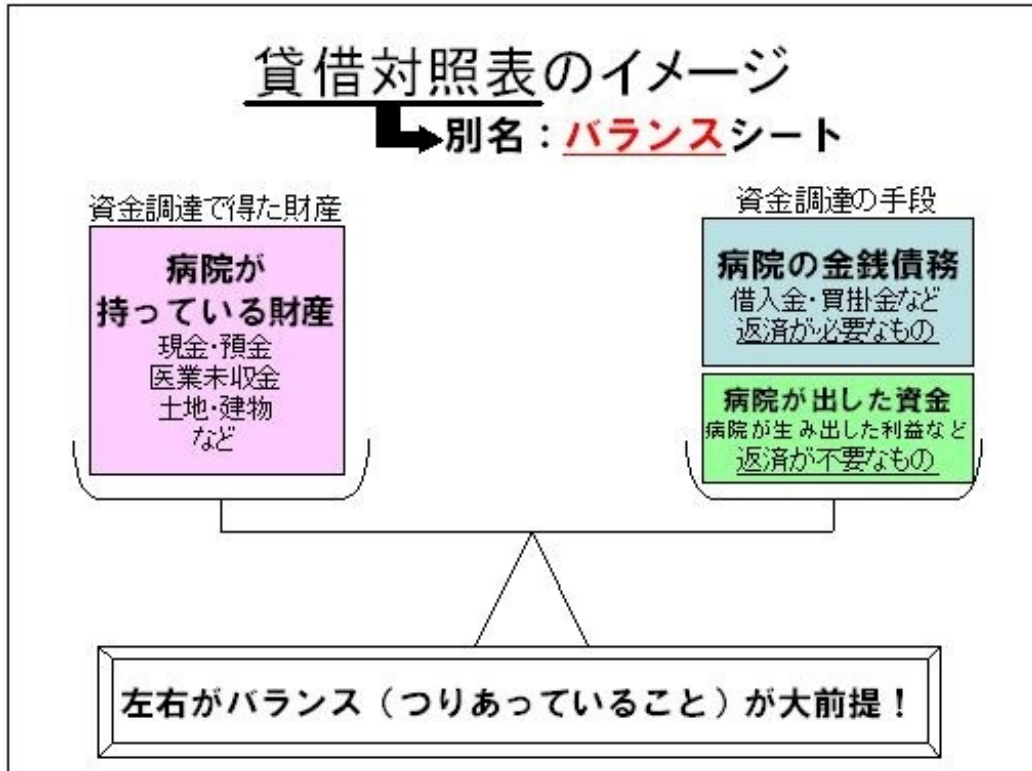 貸借対照表のイメージ
別名：バランスシート
資金調達で得た財産
病院が
持っている財産
現金・預金
医業未収金
土地・建物
など
資金調達の手段
病院の金銭債務
借入金・買掛金など
返済が必要なもの
病院が出した資金
病院が生み出した利益など
返済が不要なもの
左右がバランス（つりあっていること）が大前提！